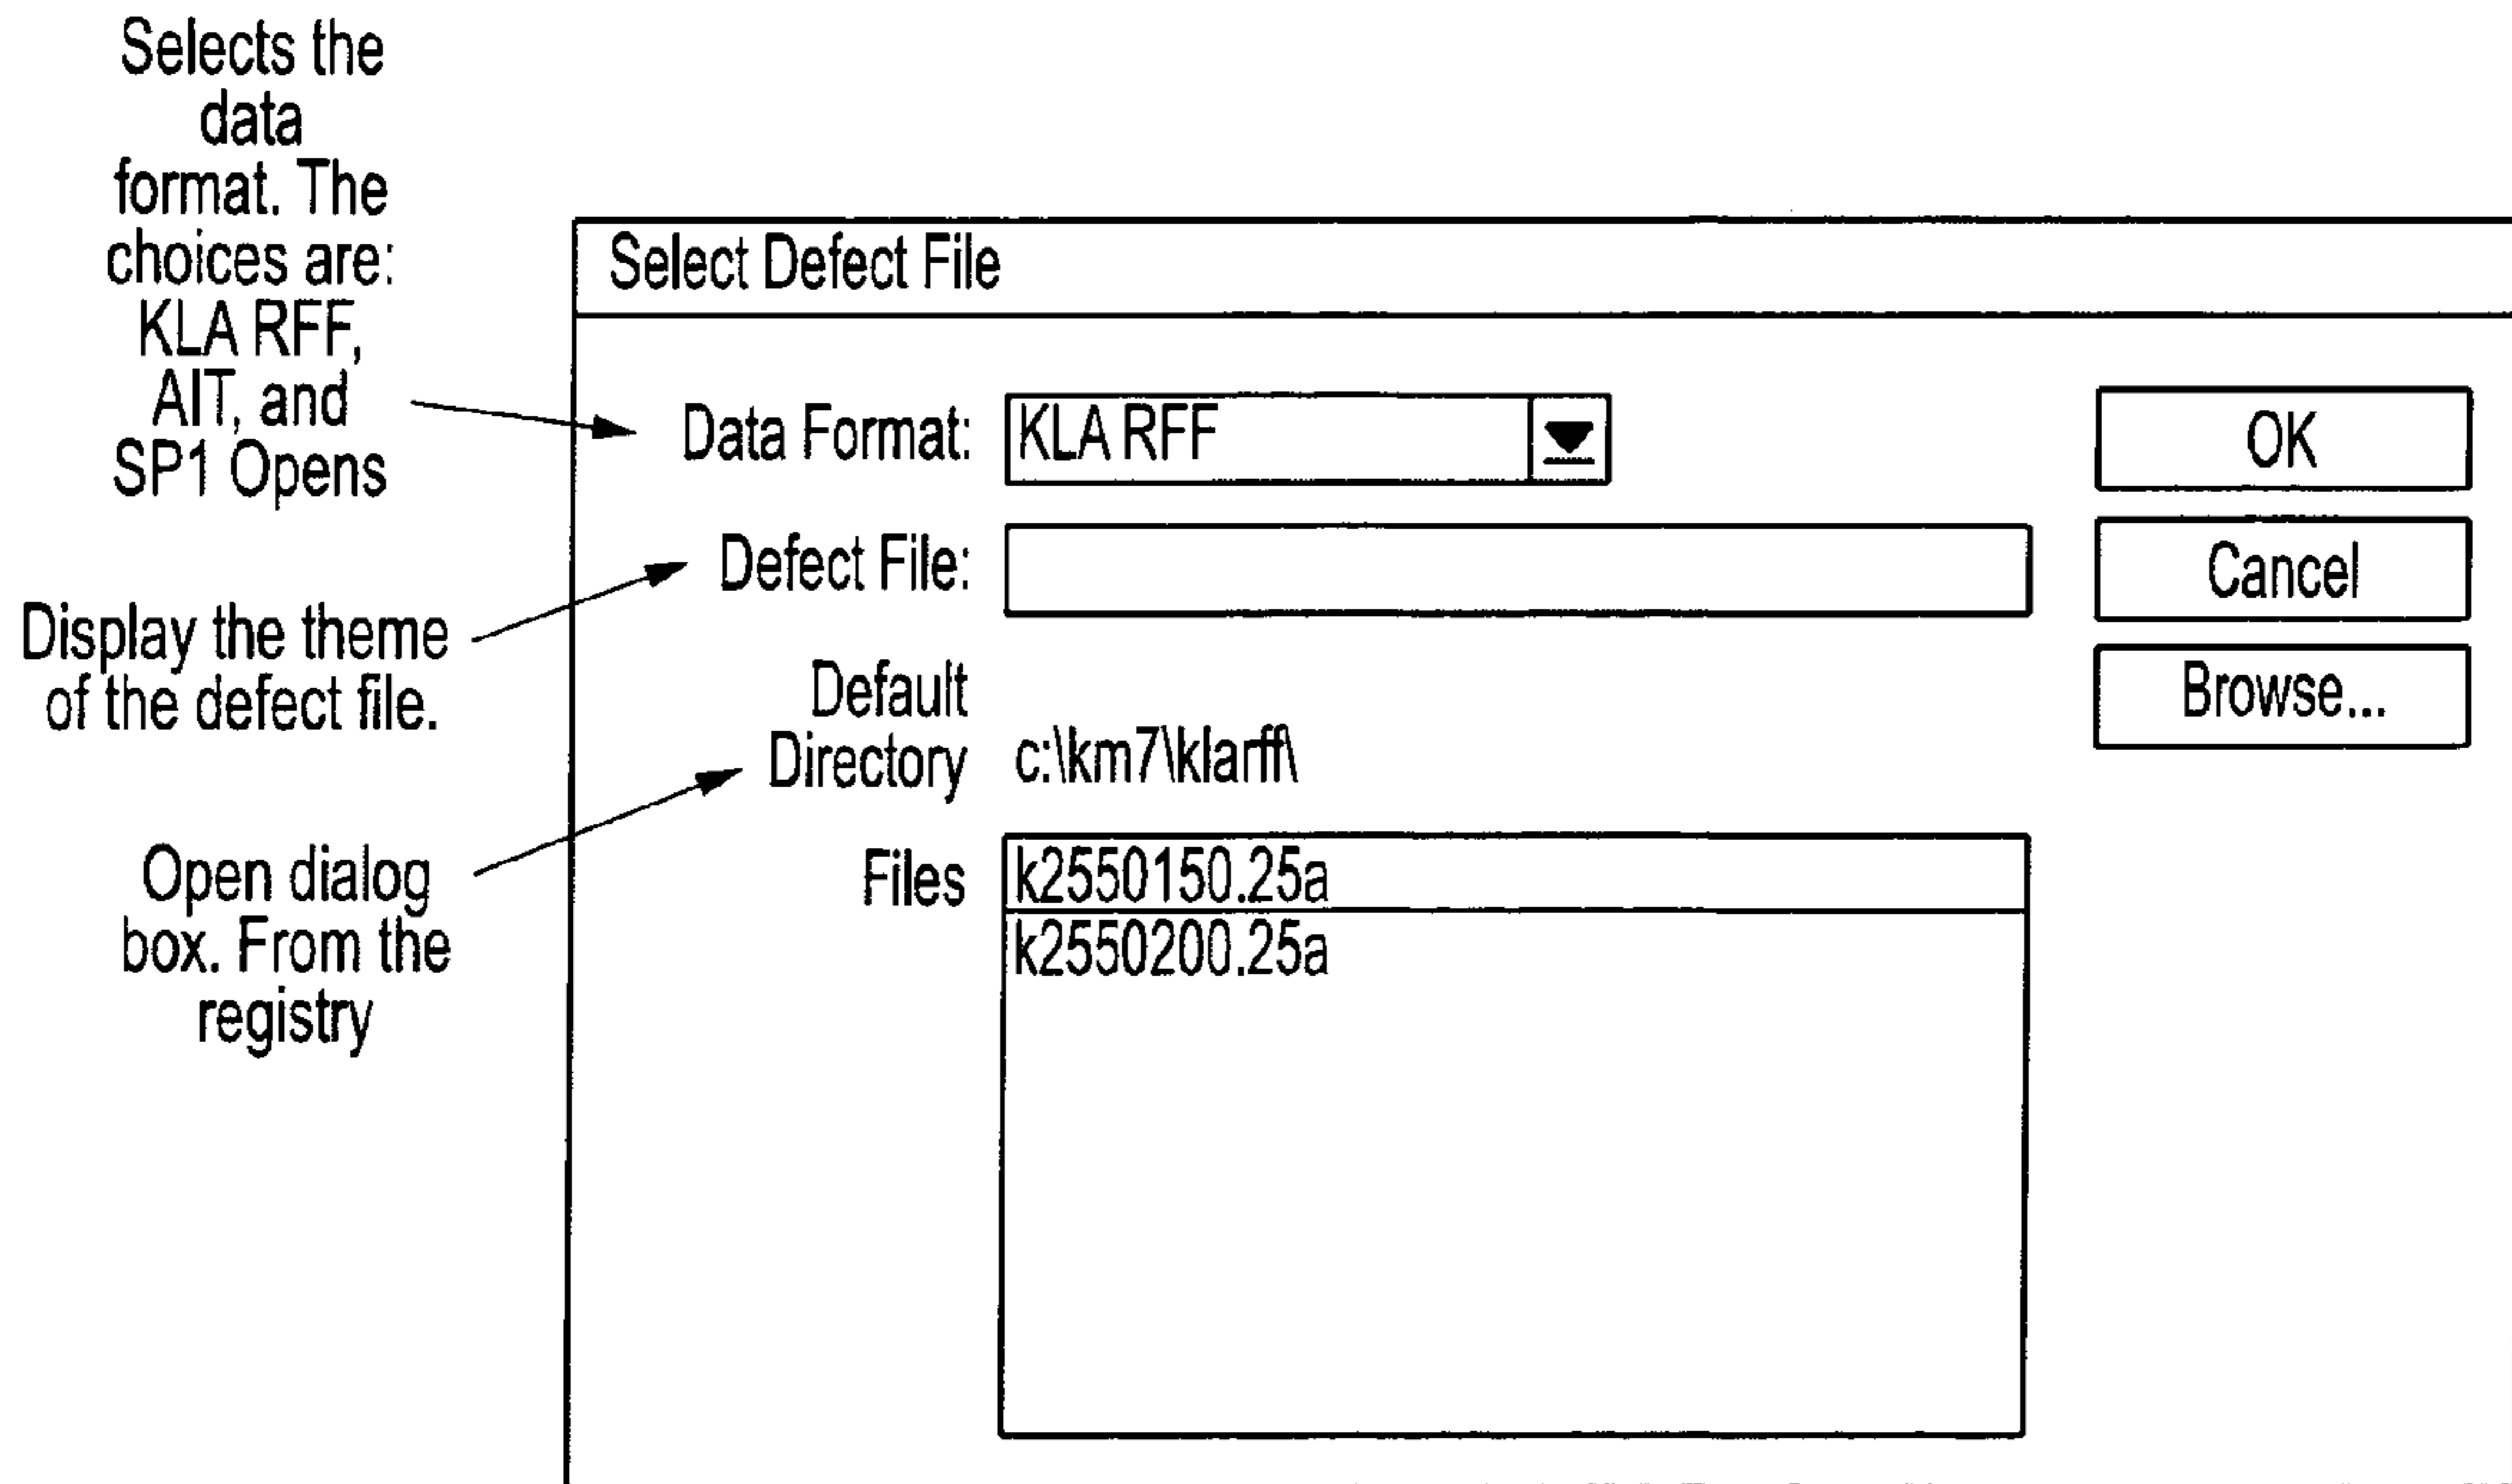 Selects the
data
format. The
choices are:
KLA RFF,
AIT, and
SP1 Opens
Display the theme
of the defect file.
Open dialog
box. From the
registry
Select Defect File
Data Format: KLA RFF
Defect File:
Default
Directory c:\km7\klarff\
Files k2550150.25a
k2550200.25a
OK
Cancel
Browse...